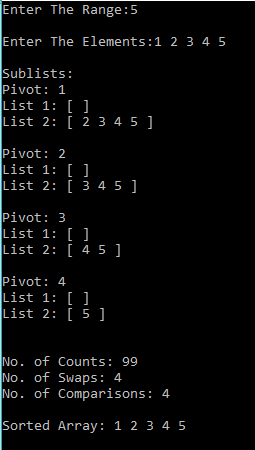 Enter The Range:5
Enter The Elements:1 2 3 4 5
Sublists:
Pivot: 1
List 1: [ ]
List 2: [ 2 3 4 5 ]
Pivot: 2
List 1: [ ]
List 2: [ 3 4 5 ]
Pivot: 3
List 1: [ ]
List 2: [ 4 5 ]
Pivot: 4
List 1: [ ]
List 2: [ 5 ]
No. of Counts: 99
No. of Swaps: 4
No. of Comparisons: 4
Sorted Array: 1 2 3 4 5